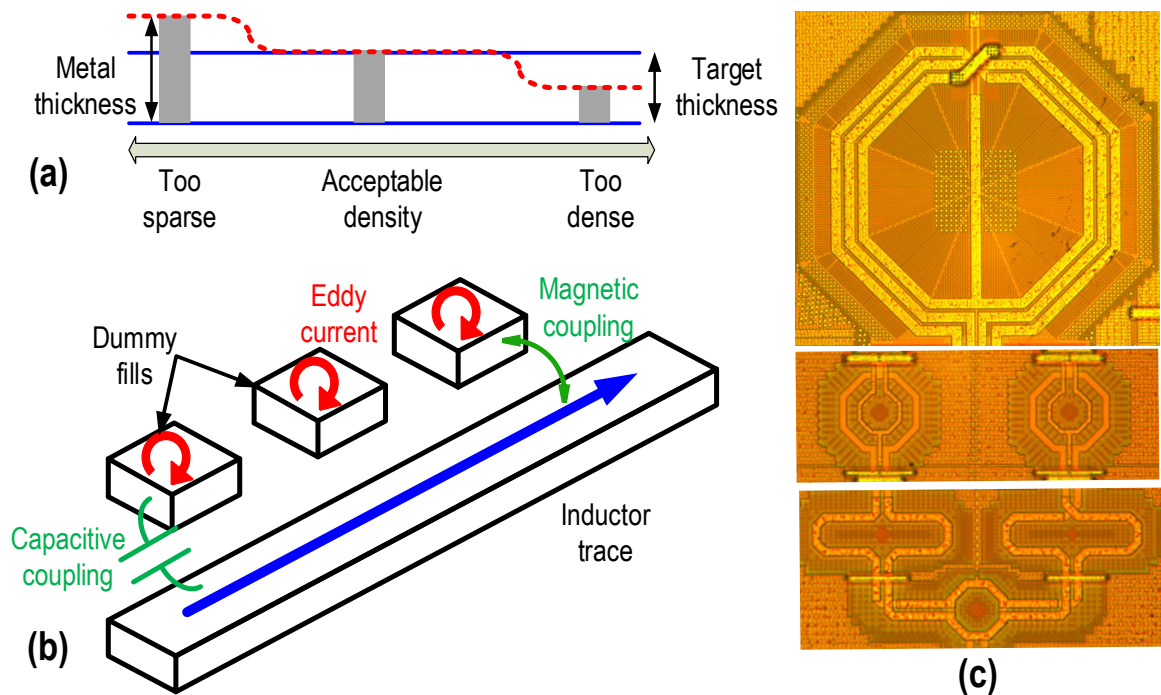 Metal
thickness
Target
thickness
(a)
Too
sparse
Acceptable
density
Too
dense
Eddy
current
Magnetic
coupling
Dummy
fills
Capacitive
coupling
Inductor
trace
(b)
(c)